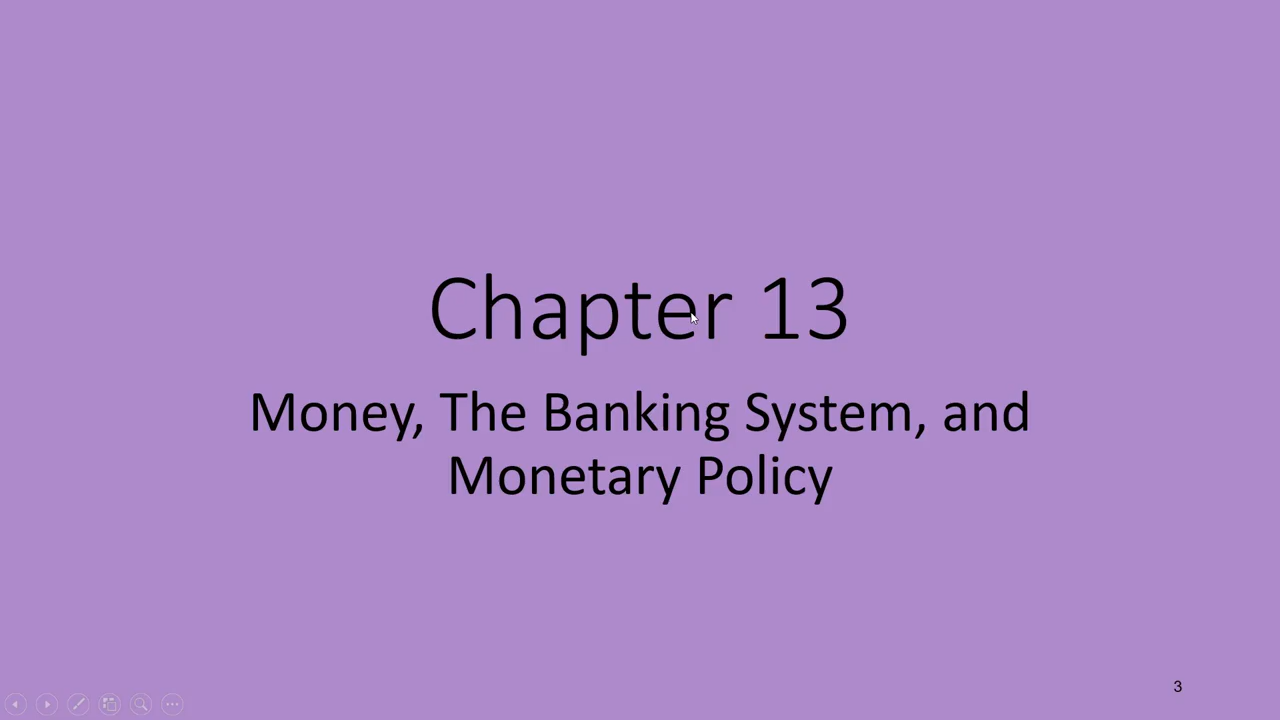 Chapter 13
Money, The Banking System, and
Monetary Policy
3